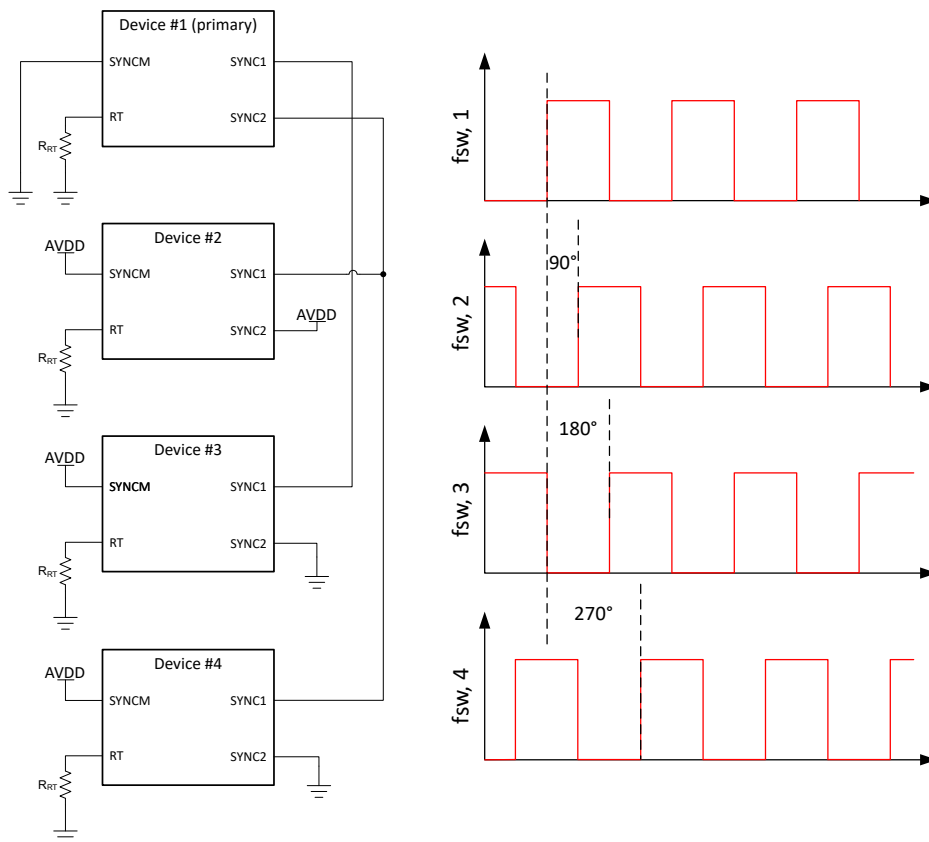 Device #1 (primary)
SYNCM
SYNC1
RT
SYNC2
RRT
Device #2
AVDD
SYNCM
SYNC1
AVDD
RT
SYNC2
RRT
Device #3
AVDD
SYNCM
SYNC1
RT
SYNC2
RRT
Device #4
AVDD
SYNCM
SYNC1
RT
SYNC2
RRT
fsw, 1
90°
fsw, 2
180°
fsw, 3
270°
fsw, 4